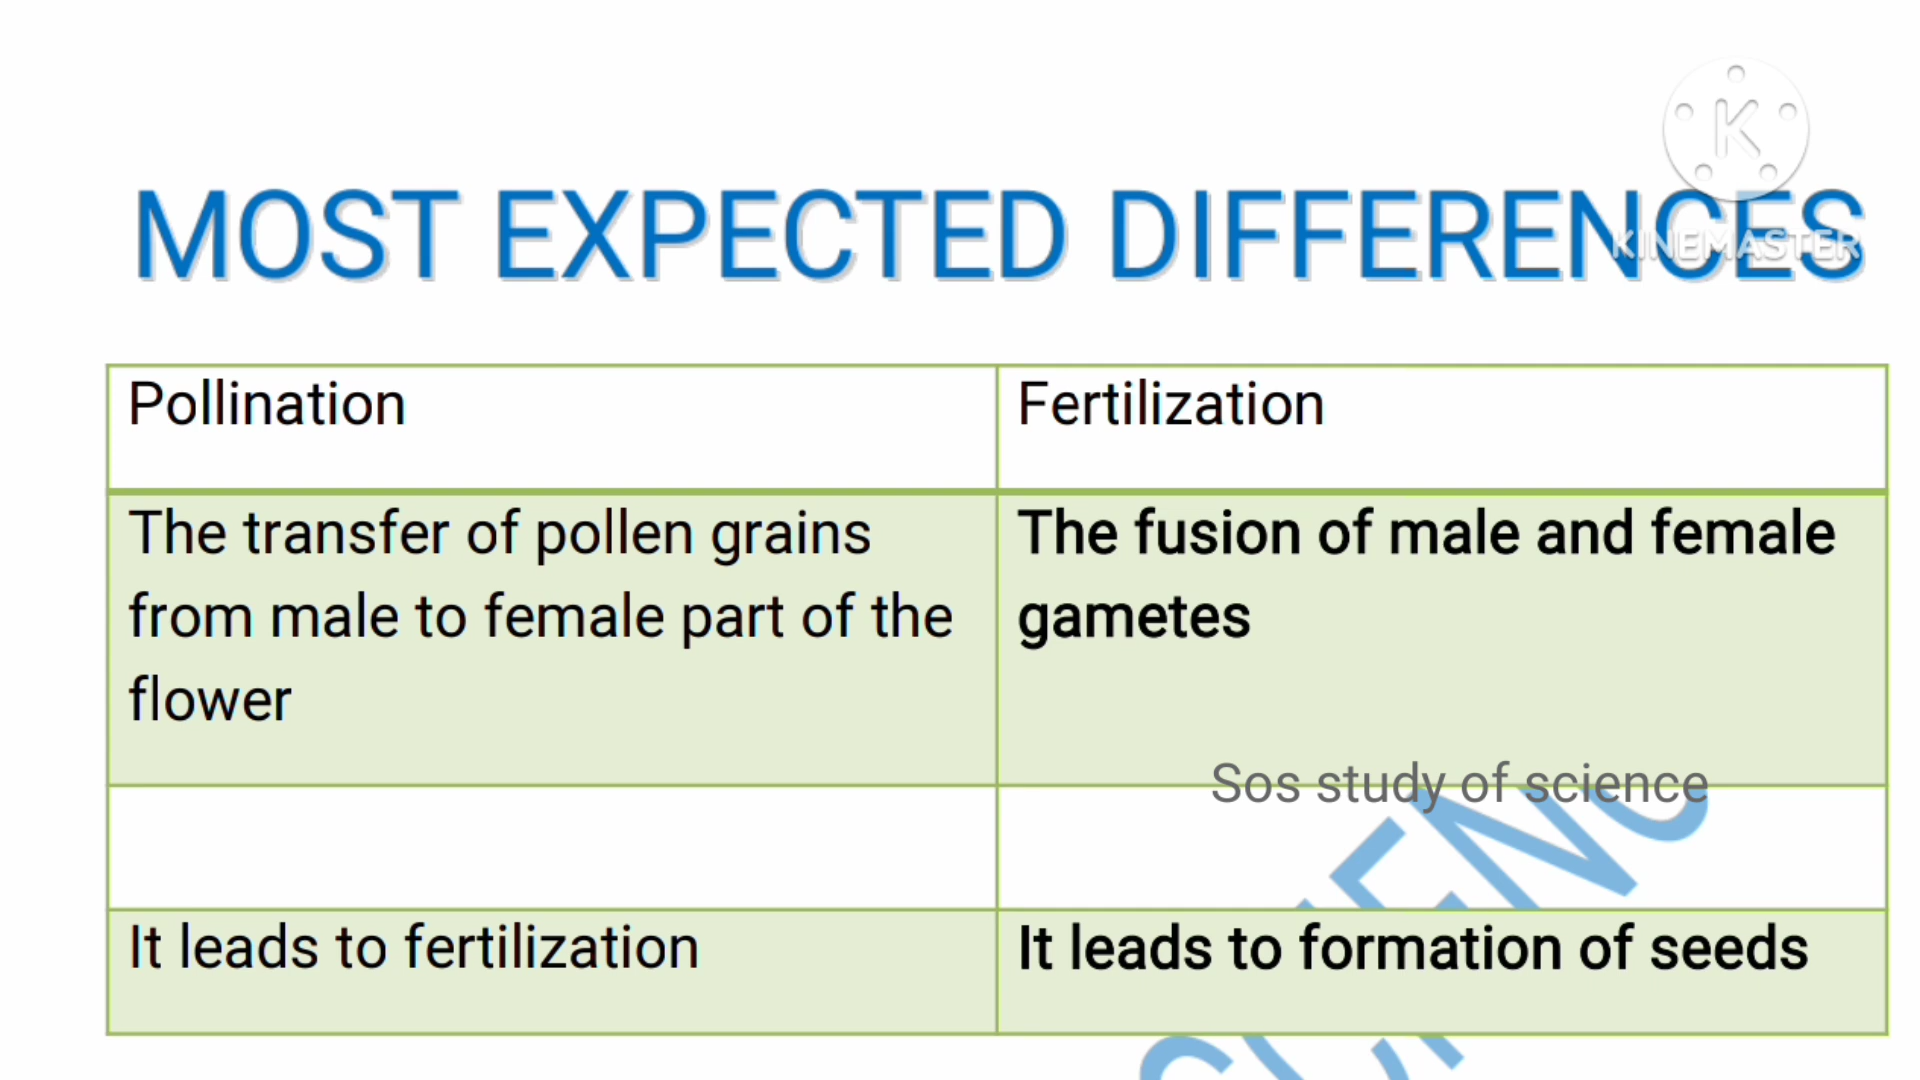 K
KINEMASTER
MOST EXPECTED DIFFERENCES
Pollination
Fertilization
The transfer of pollen grains
from male to female part of the
flower
The fusion of male and female
gametes
Sos study of science
It leads to fertilization
It leads to formation of seeds